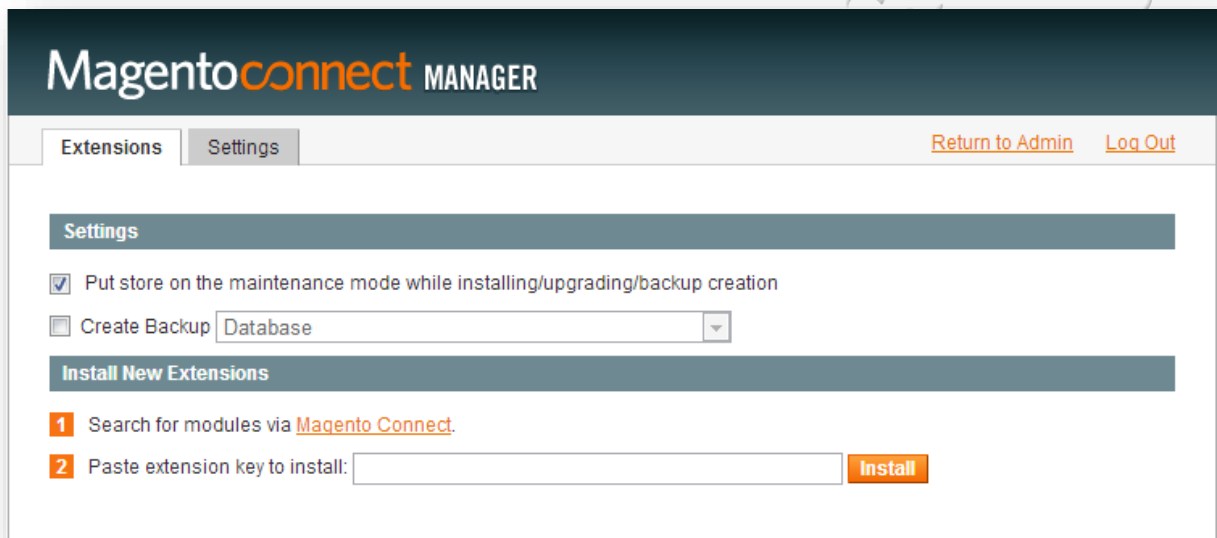 Magentoconnect MANAGER
Extensions Settings Return to Admin Log Out
Settings
Put store on the maintenance mode while installing/upgrading/backup creation
Create Backup Database
Install New Extensions
1 Search for modules via Magento Connect.
2 Paste extension key to install: Install